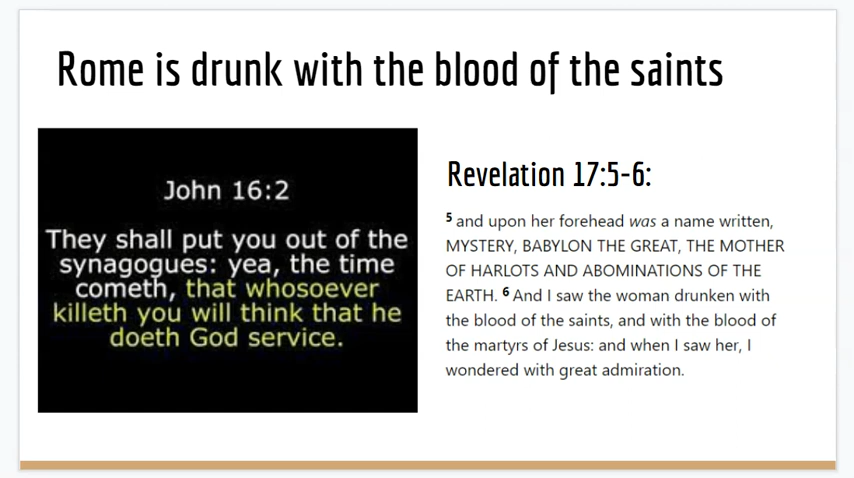 Rome is drunk with the blood of the saints
John 16:2
They shall put you out of the
synagogues: yea, the time
cometh, that whosoever
killeth you will think that he
doeth God service.
Revelation 17:5-6:
5 and upon her forehead was a name written,
MYSTERY, BABYLON THE GREAT, THE MOTHER
OF HARLOTS AND ABOMINATIONS OF THE
EARTH. 6 And I saw the woman drunken with
the blood of the saints, and with the blood of
the martyrs of Jesus: and when I saw her, I
wondered with great admiration.